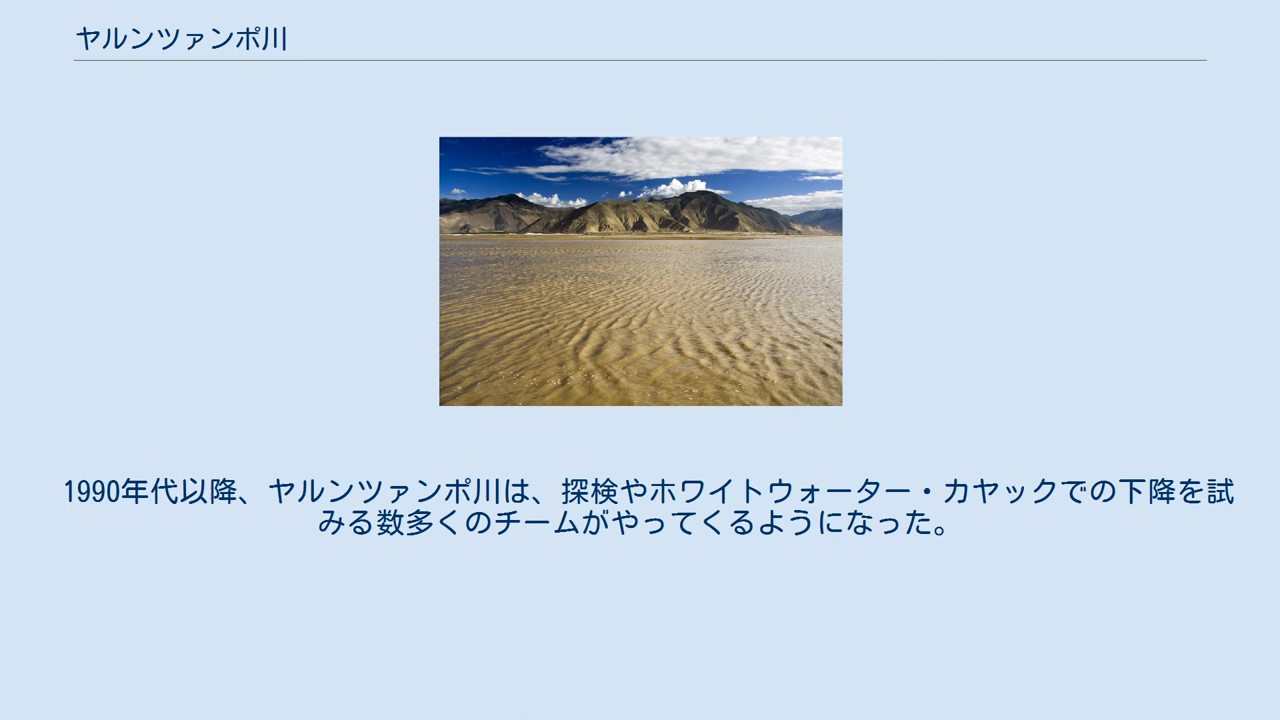 ヤルンツァンポ川
1990年代以降、ヤルンツァンポ川は、探検やホワイトウォーター・カヤックでの下降を試
みる数多くのチームがやってくるようになった。